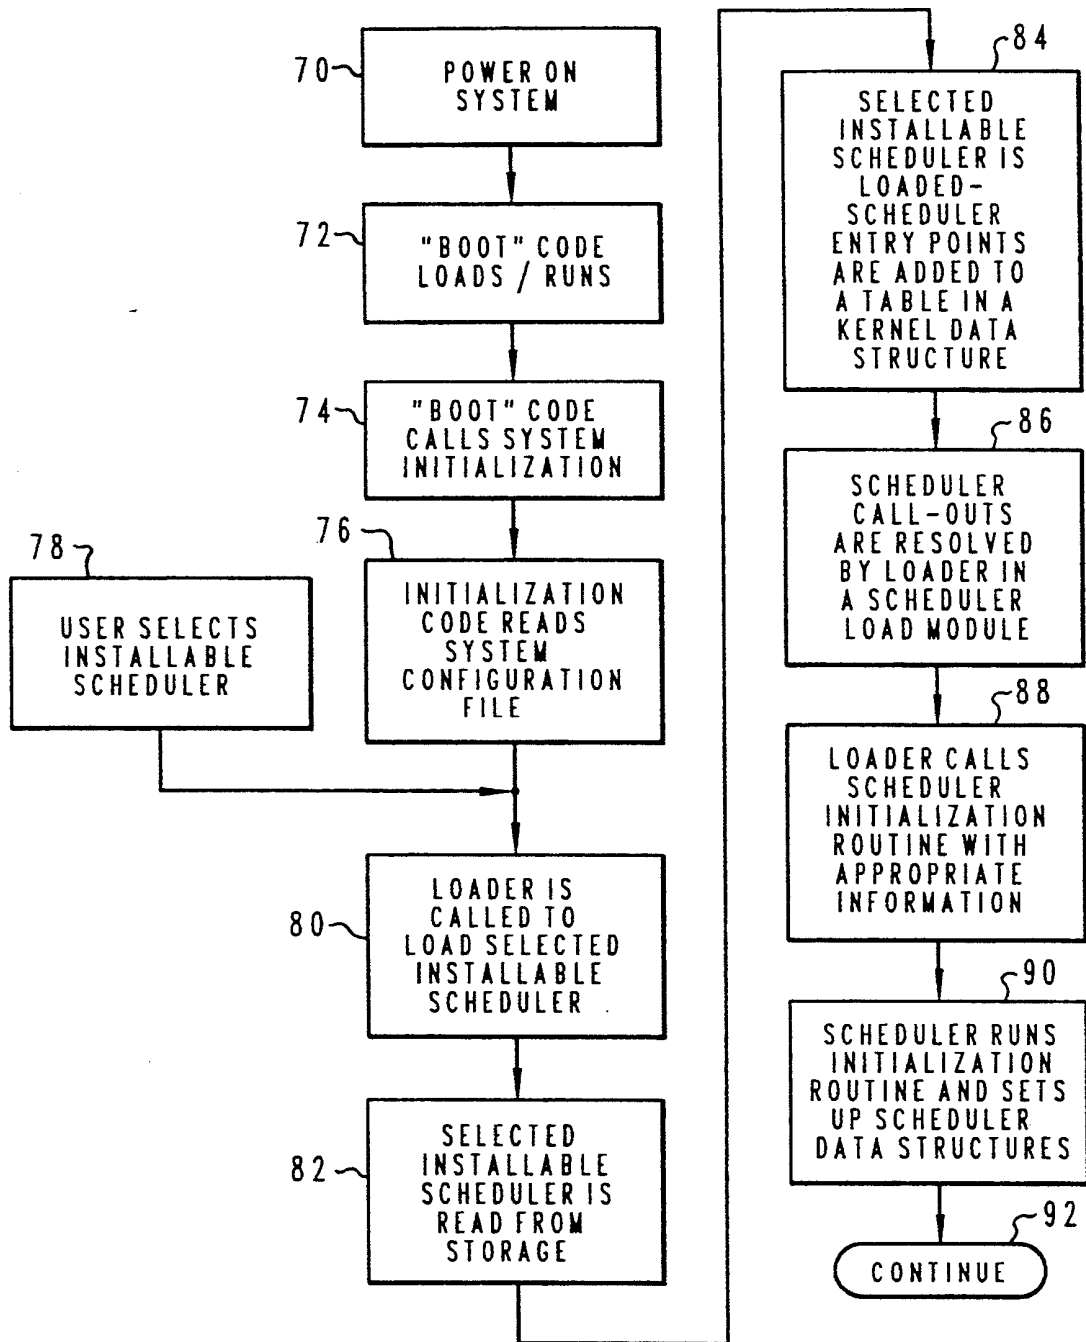 70
POWER ON
SYSTEM
72
"BOOT" CODE
LOADS / RUNS
74
"BOOT" CODE
CALLS SYSTEM
INITIALIZATION
76
INITIALIZATION
CODE READS
SYSTEM
CONFIGURATION
FILE
78
USER SELECTS
INSTALLABLE
SCHEDULER
80
LOADER IS
CALLED TO
LOAD SELECTED
INSTALLABLE
SCHEDULER
82
SELECTED
INSTALLABLE
SCHEDULER IS
READ FROM
STORAGE
84
SELECTED
INSTALLABLE
SCHEDULER IS
LOADED-
SCHEDULER
ENTRY POINTS
ARE ADDED TO
A TABLE IN A
KERNEL DATA
STRUCTURE
86
SCHEDULER
CALL-OUTS
ARE RESOLVED
BY LOADER IN
A SCHEDULER
LOAD MODULE
88
LOADER CALLS
SCHEDULER
INITIALIZATION
ROUTINE WITH
APPROPRIATE
INFORMATION
90
SCHEDULER RUNS
INITIALIZATION
ROUTINE AND SETS
UP SCHEDULER
DATA STRUCTURES
92
CONTINUE